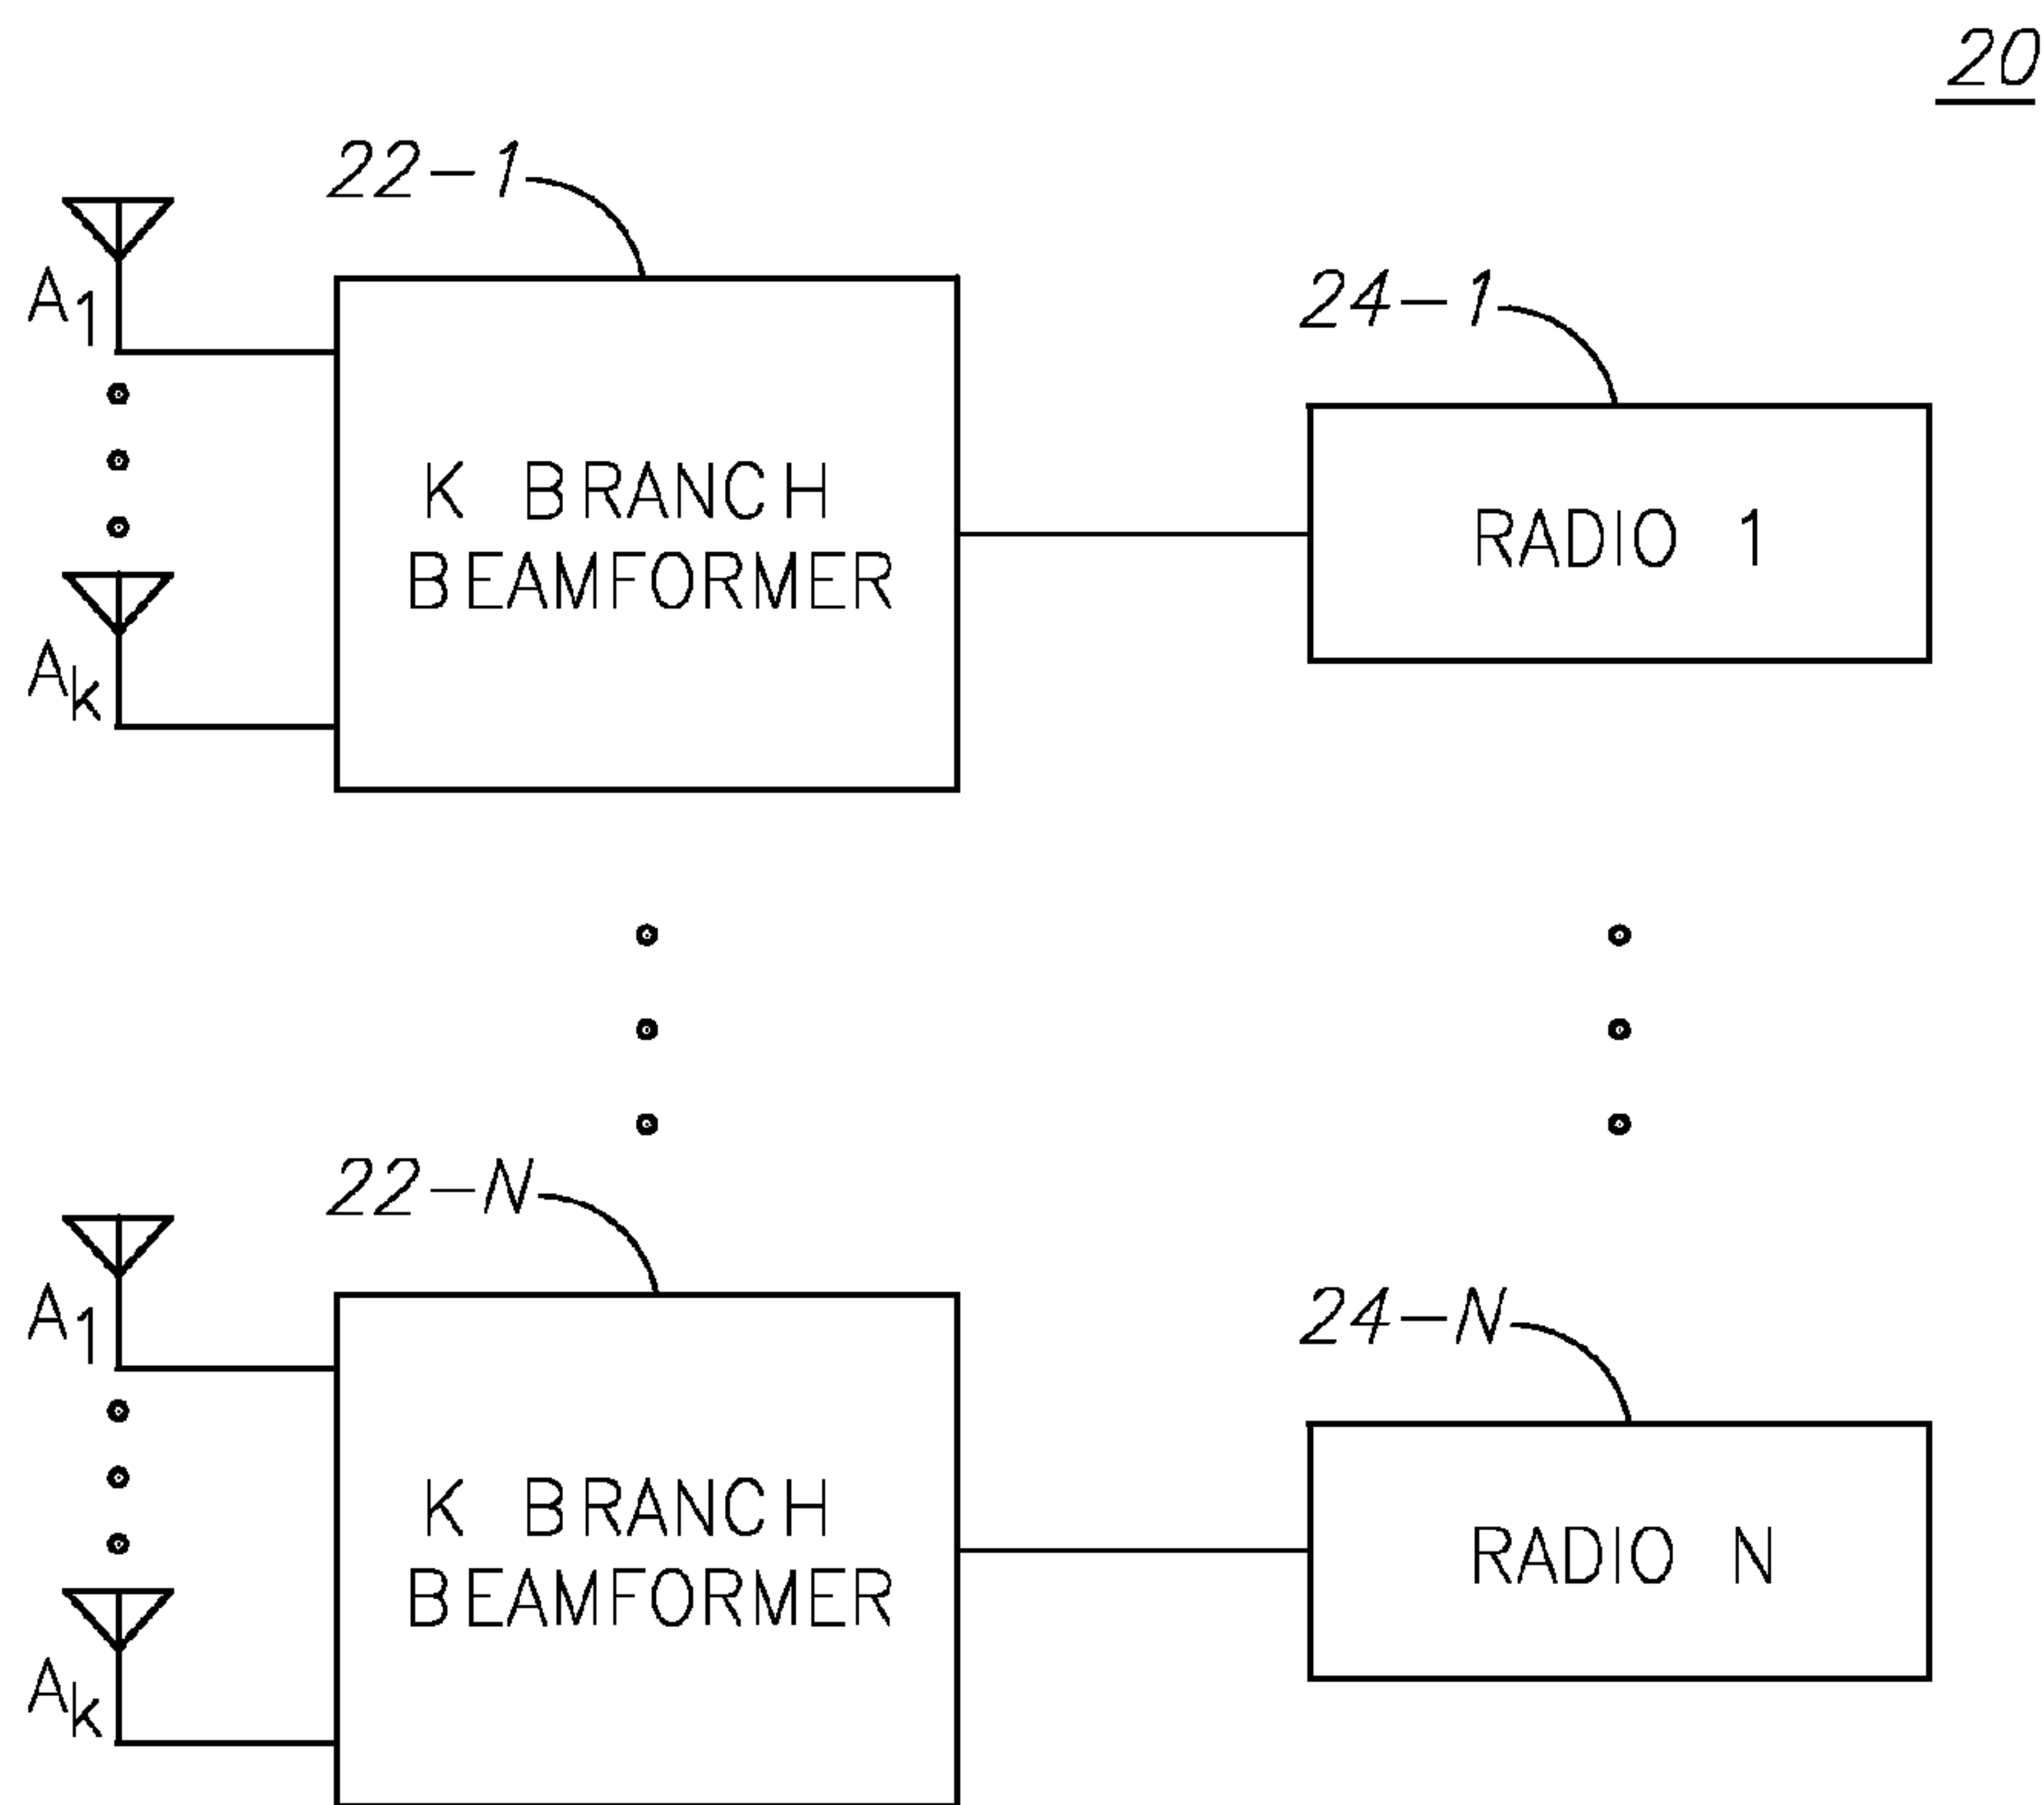 20
22-1
A1
24-1
K BRANCH
BEAMFORMER
RADIO 1
Ak
22-N
A1
24-N
K BRANCH
BEAMFORMER
RADIO N
Ak